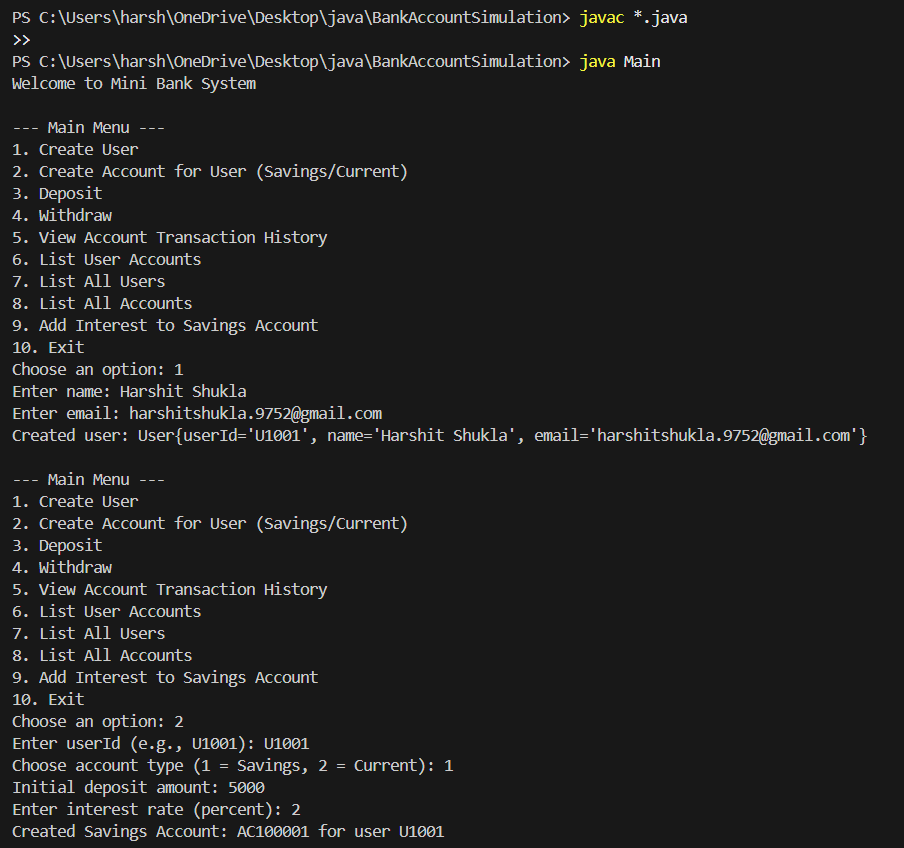 PS C:\Users\harsh\OneDrive\Desktop\java\BankAccountSimulation> javac *.java
>>
PS C:\Users\harsh\OneDrive\Desktop\java\BankAccountSimulation> java Main
Welcome to Mini Bank System
--- Main Menu ---
1. Create User
2. Create Account for User (Savings/Current)
3. Deposit
4. Withdraw
5. View Account Transaction History
6. List User Accounts
7. List All Users
8. List All Accounts
9. Add Interest to Savings Account
10. Exit
Choose an option: 1
Enter name: Harshit Shukla
Enter email: harshitshukla.9752@gmail.com
Created user: User{userId='U1001', name='Harshit Shukla', email='harshitshukla.9752@gmail.com'}
--- Main Menu ---
1. Create User
2. Create Account for User (Savings/Current)
3. Deposit
4. Withdraw
5. View Account Transaction History
6. List User Accounts
7. List All Users
8. List All Accounts
9. Add Interest to Savings Account
10. Exit
Choose an option: 2
Enter userId (e.g., U1001): U1001
Choose account type (1 = Savings, 2 = Current): 1
Initial deposit amount: 5000
Enter interest rate (percent): 2
Created Savings Account: AC100001 for user U1001